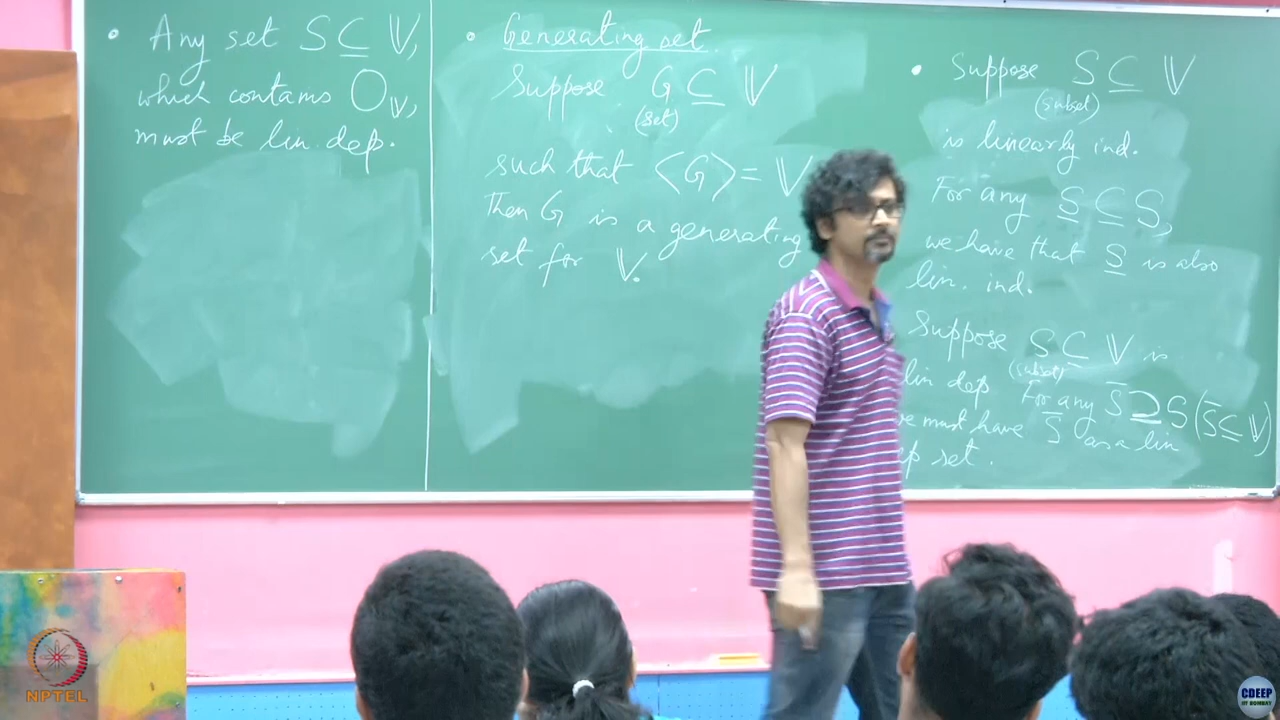 • Any set S ⊆ 𝕍,
which contains 0_𝕍,
must be lin dep.
• Generating set.
Suppose G ⊆ 𝕍
(set)
such that ⟨G⟩ = 𝕍
Then G is a generating
set for 𝕍.
• Suppose S ⊆ 𝕍
(subset)
is linearly ind.
For any S̲ ⊆ S,
we have that S̲ is also
lin. ind.
Suppose S ⊆ 𝕍 is
(subset)
lin dep For any S̄ ⊇ S (S̄ ⊆ 𝕍)
must have S̄ as a lin
set.
NPTEL
CDEEP
IIT BOMBAY